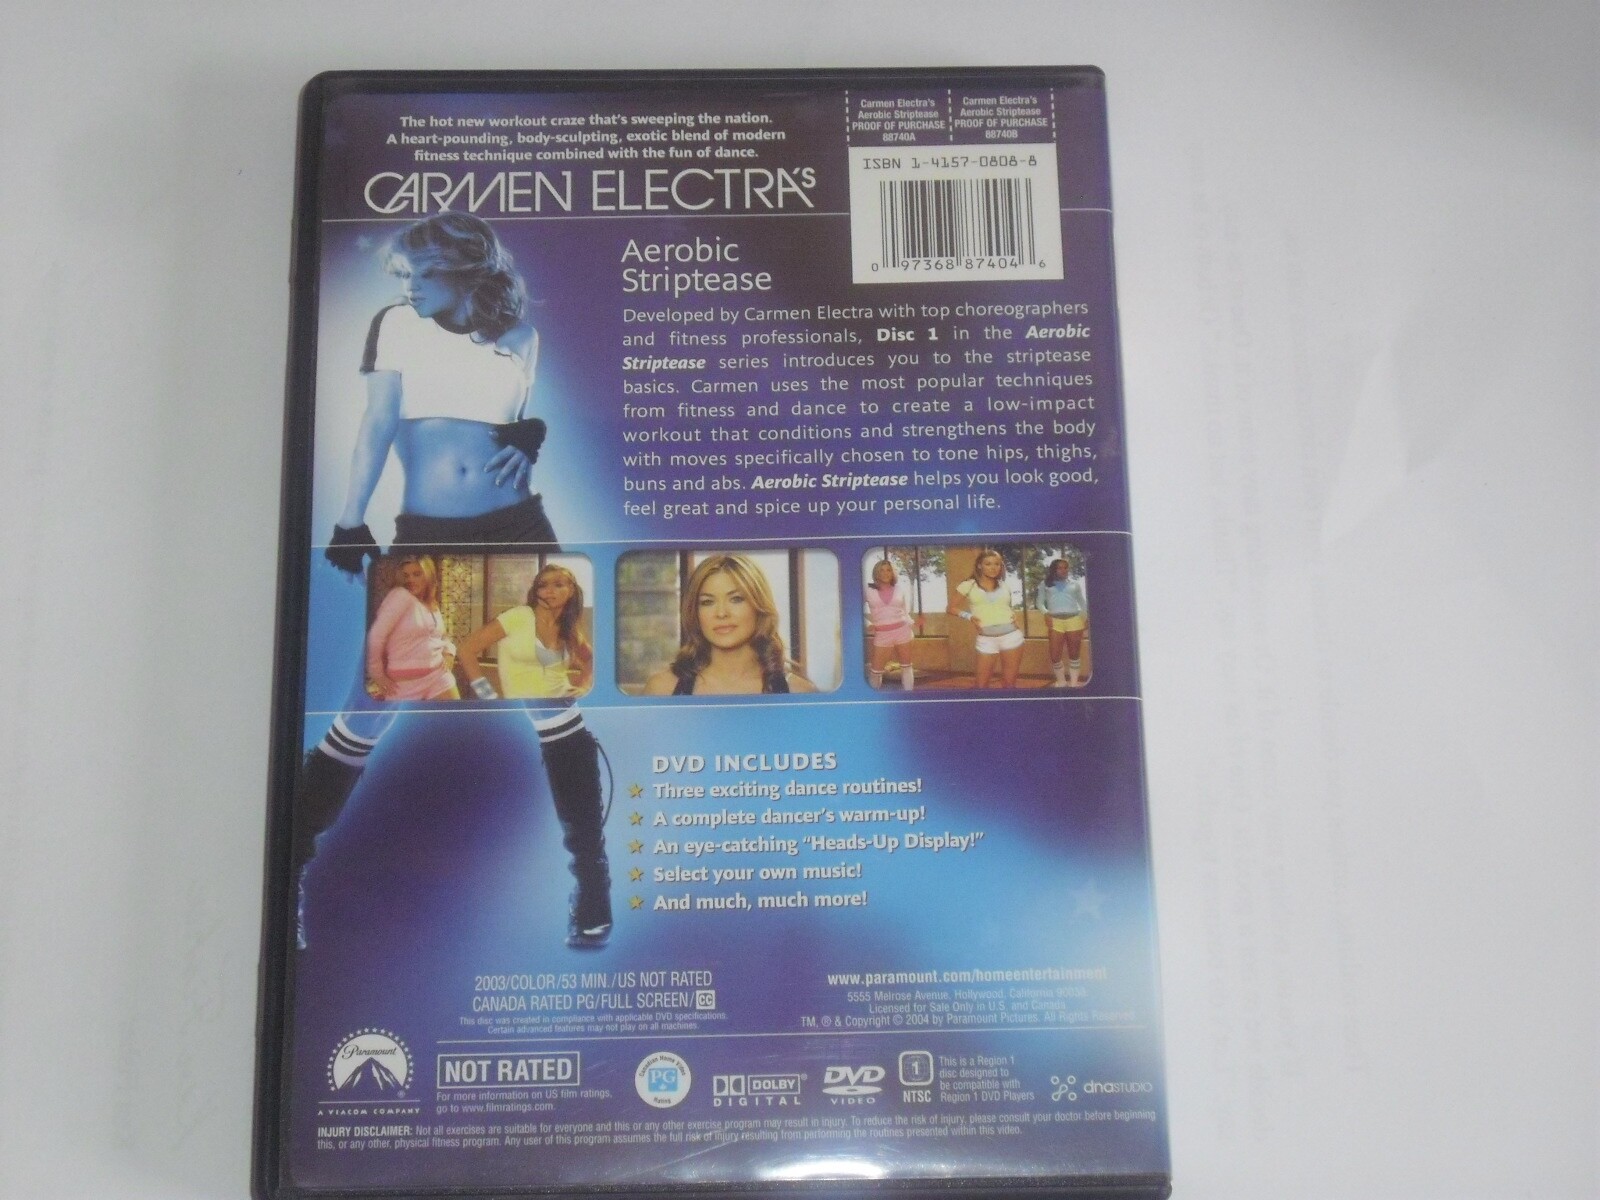 The hot new workout craze that's sweeping the nation.
A heart-pounding, body-sculpting, exotic blend of modern
fitness technique combined with the fun of dance.
CARMEN ELECTRA'S
Carmen Electra's
Aerobic Striptease
PROOF OF PURCHASE
88740A
Carmen Electra's
Aerobic Striptease
PROOF OF PURCHASE
88740B
ISBN 1-4157-0808-8
0 97368 87404 6
Aerobic
Striptease
Developed by Carmen Electra with top choreographers
and fitness professionals, Disc 1 in the Aerobic
Striptease series introduces you to the striptease
basics. Carmen uses the most popular techniques
from fitness and dance to create a low-impact
workout that conditions and strengthens the body
with moves specifically chosen to tone hips, thighs,
buns and abs. Aerobic Striptease helps you look good,
feel great and spice up your personal life.
DVD INCLUDES
Three exciting dance routines!
A complete dancer's warm-up!
An eye-catching "Heads-Up Display!"
Select your own music!
And much, much more!
2003/COLOR/53 MIN./US NOT RATED
CANADA RATED PG/FULL SCREEN/CC
This disc was created in compliance with applicable DVD specifications.
Certain advanced features may not play on all machines.
www.paramount.com/homeentertainment
5555 Melrose Avenue, Hollywood, California 90038
Licensed for Sale Only in U.S. and Canada.
TM, ® & Copyright © 2004 by Paramount Pictures. All Rights Reserved.
Paramount
A VIACOM COMPANY
NOT RATED
For more information on US film ratings,
go to www.filmratings.com.
Canadian Home Video
PG
DOLBY
DIGITAL
DVD
VIDEO
1
NTSC
This is a Region 1
disc designed to
be compatible with
Region 1 DVD Players
dnaSTUDIO
INJURY DISCLAIMER: Not all exercises are suitable for everyone and this or any other exercise program may result in injury. To reduce the risk of injury, please consult your doctor before beginning
this, or any other, physical fitness program. Any user of this program assumes the full risk of injury resulting from performing the routines presented within this video.